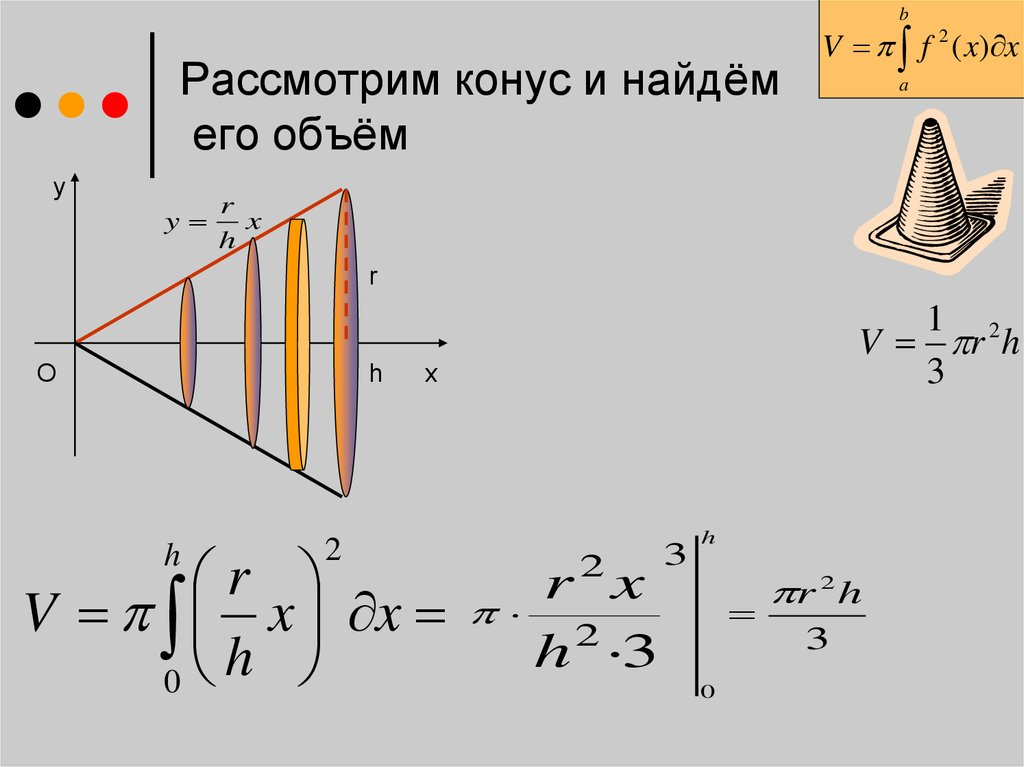 V = π ∫ₐᵇ f²(x)∂x
Рассмотрим конус и найдём
его объём
y
y = r/h x
r
V = 1/3 πr²h
O
h
x
V = π ∫₀ʰ (r/h x)² ∂x = π · r²x³/h²·3 |₀ʰ = πr²h/3